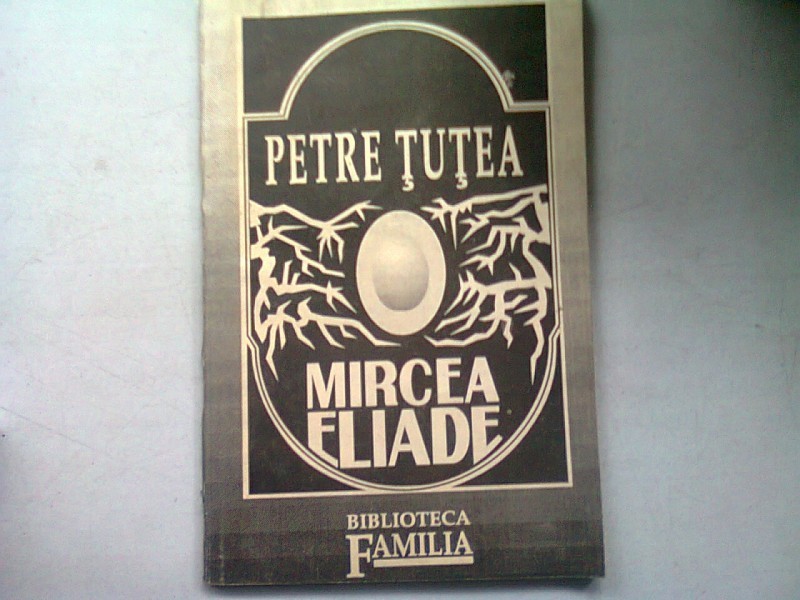 PETRE ŢUŢEA
MIRCEA
ELIADE
BIBLIOTECA
FAMILIA